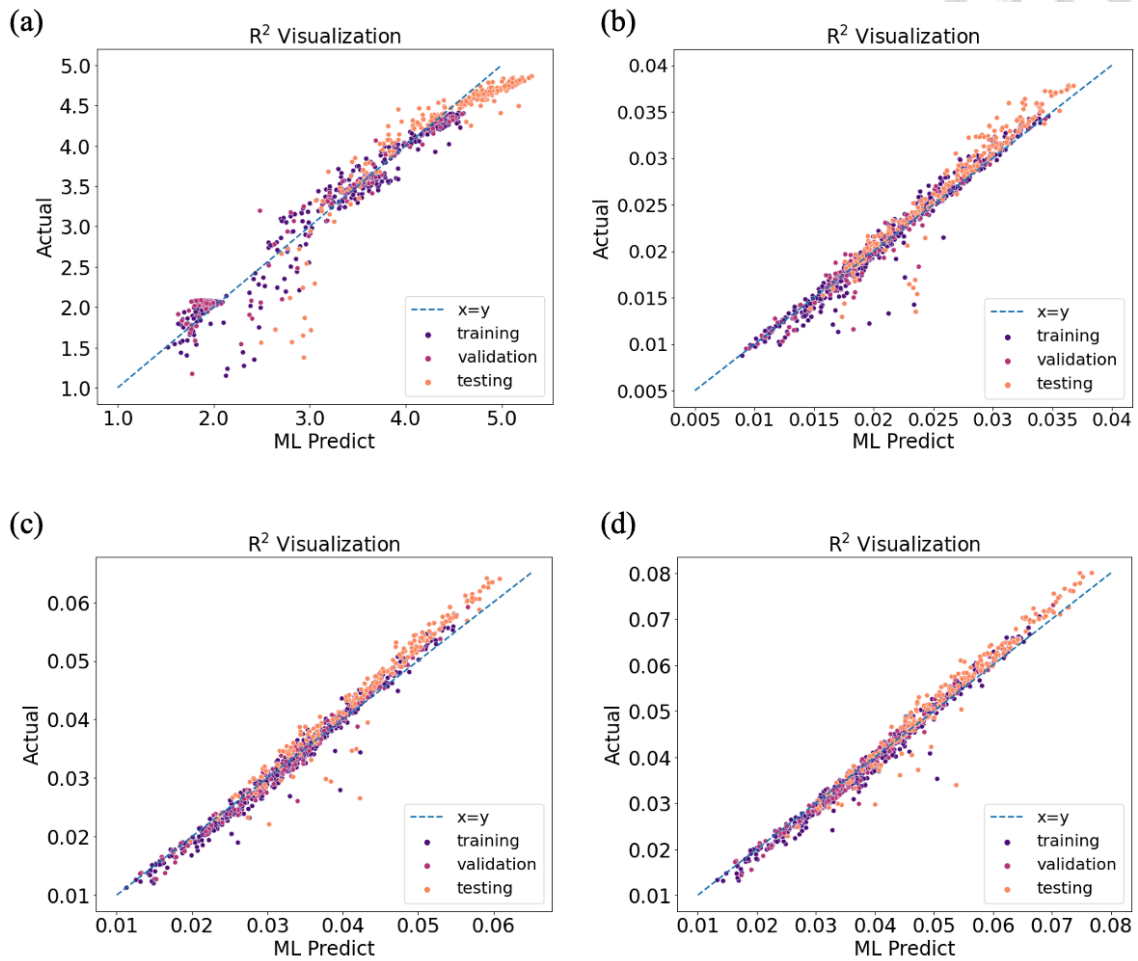 (a)
R² Visualization
Actual
5.0
4.5
4.0
3.5
3.0
2.5
2.0
1.5
1.0
x=y
training
validation
testing
1.0 2.0 3.0 4.0 5.0
ML Predict
(b)
R² Visualization
Actual
0.04
0.035
0.03
0.025
0.02
0.015
0.01
0.005
x=y
training
validation
testing
0.005 0.01 0.015 0.02 0.025 0.03 0.035 0.04
ML Predict
(c)
R² Visualization
Actual
0.06
0.05
0.04
0.03
0.02
0.01
x=y
training
validation
testing
0.01 0.02 0.03 0.04 0.05 0.06
ML Predict
(d)
R² Visualization
Actual
0.08
0.07
0.06
0.05
0.04
0.03
0.02
0.01
x=y
training
validation
testing
0.01 0.02 0.03 0.04 0.05 0.06 0.07 0.08
ML Predict